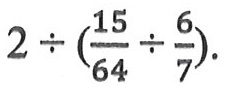 2 ÷ (15/64 ÷ 6/7).